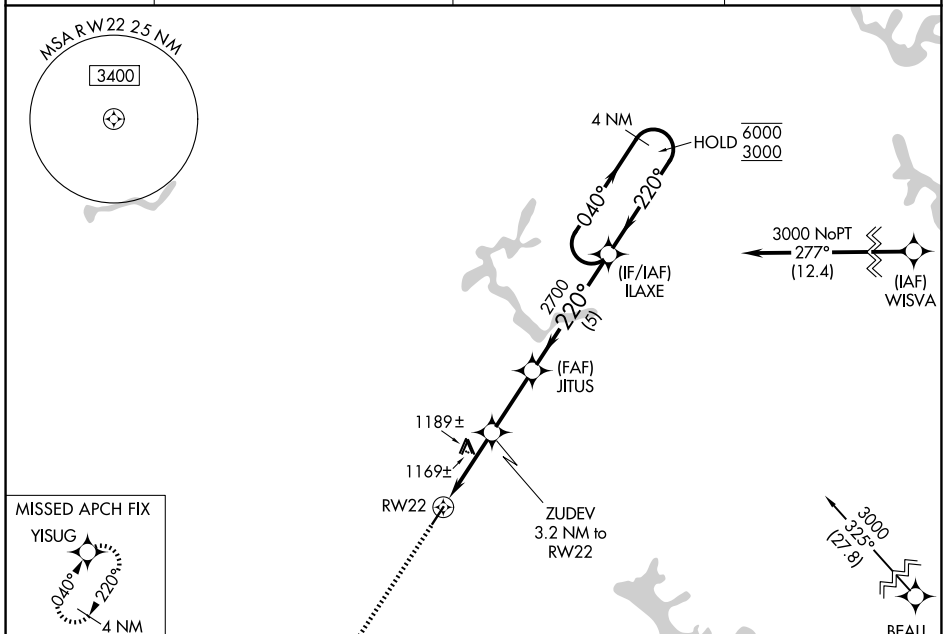 MSA RW22 25 NM
3400
4 NM
HOLD
6000
3000
040°
220°
3000 NoPT
277°
(12.4)
(IAF)
WISVA
(IF/IAF)
ILAXE
2700
220°
(5)
(FAF)
JITUS
1189±
1169±
RW22
ZUDEV
3.2 NM to
RW22
3000
325°
(27.8)
MISSED APCH FIX
YISUG
040°
220°
4 NM